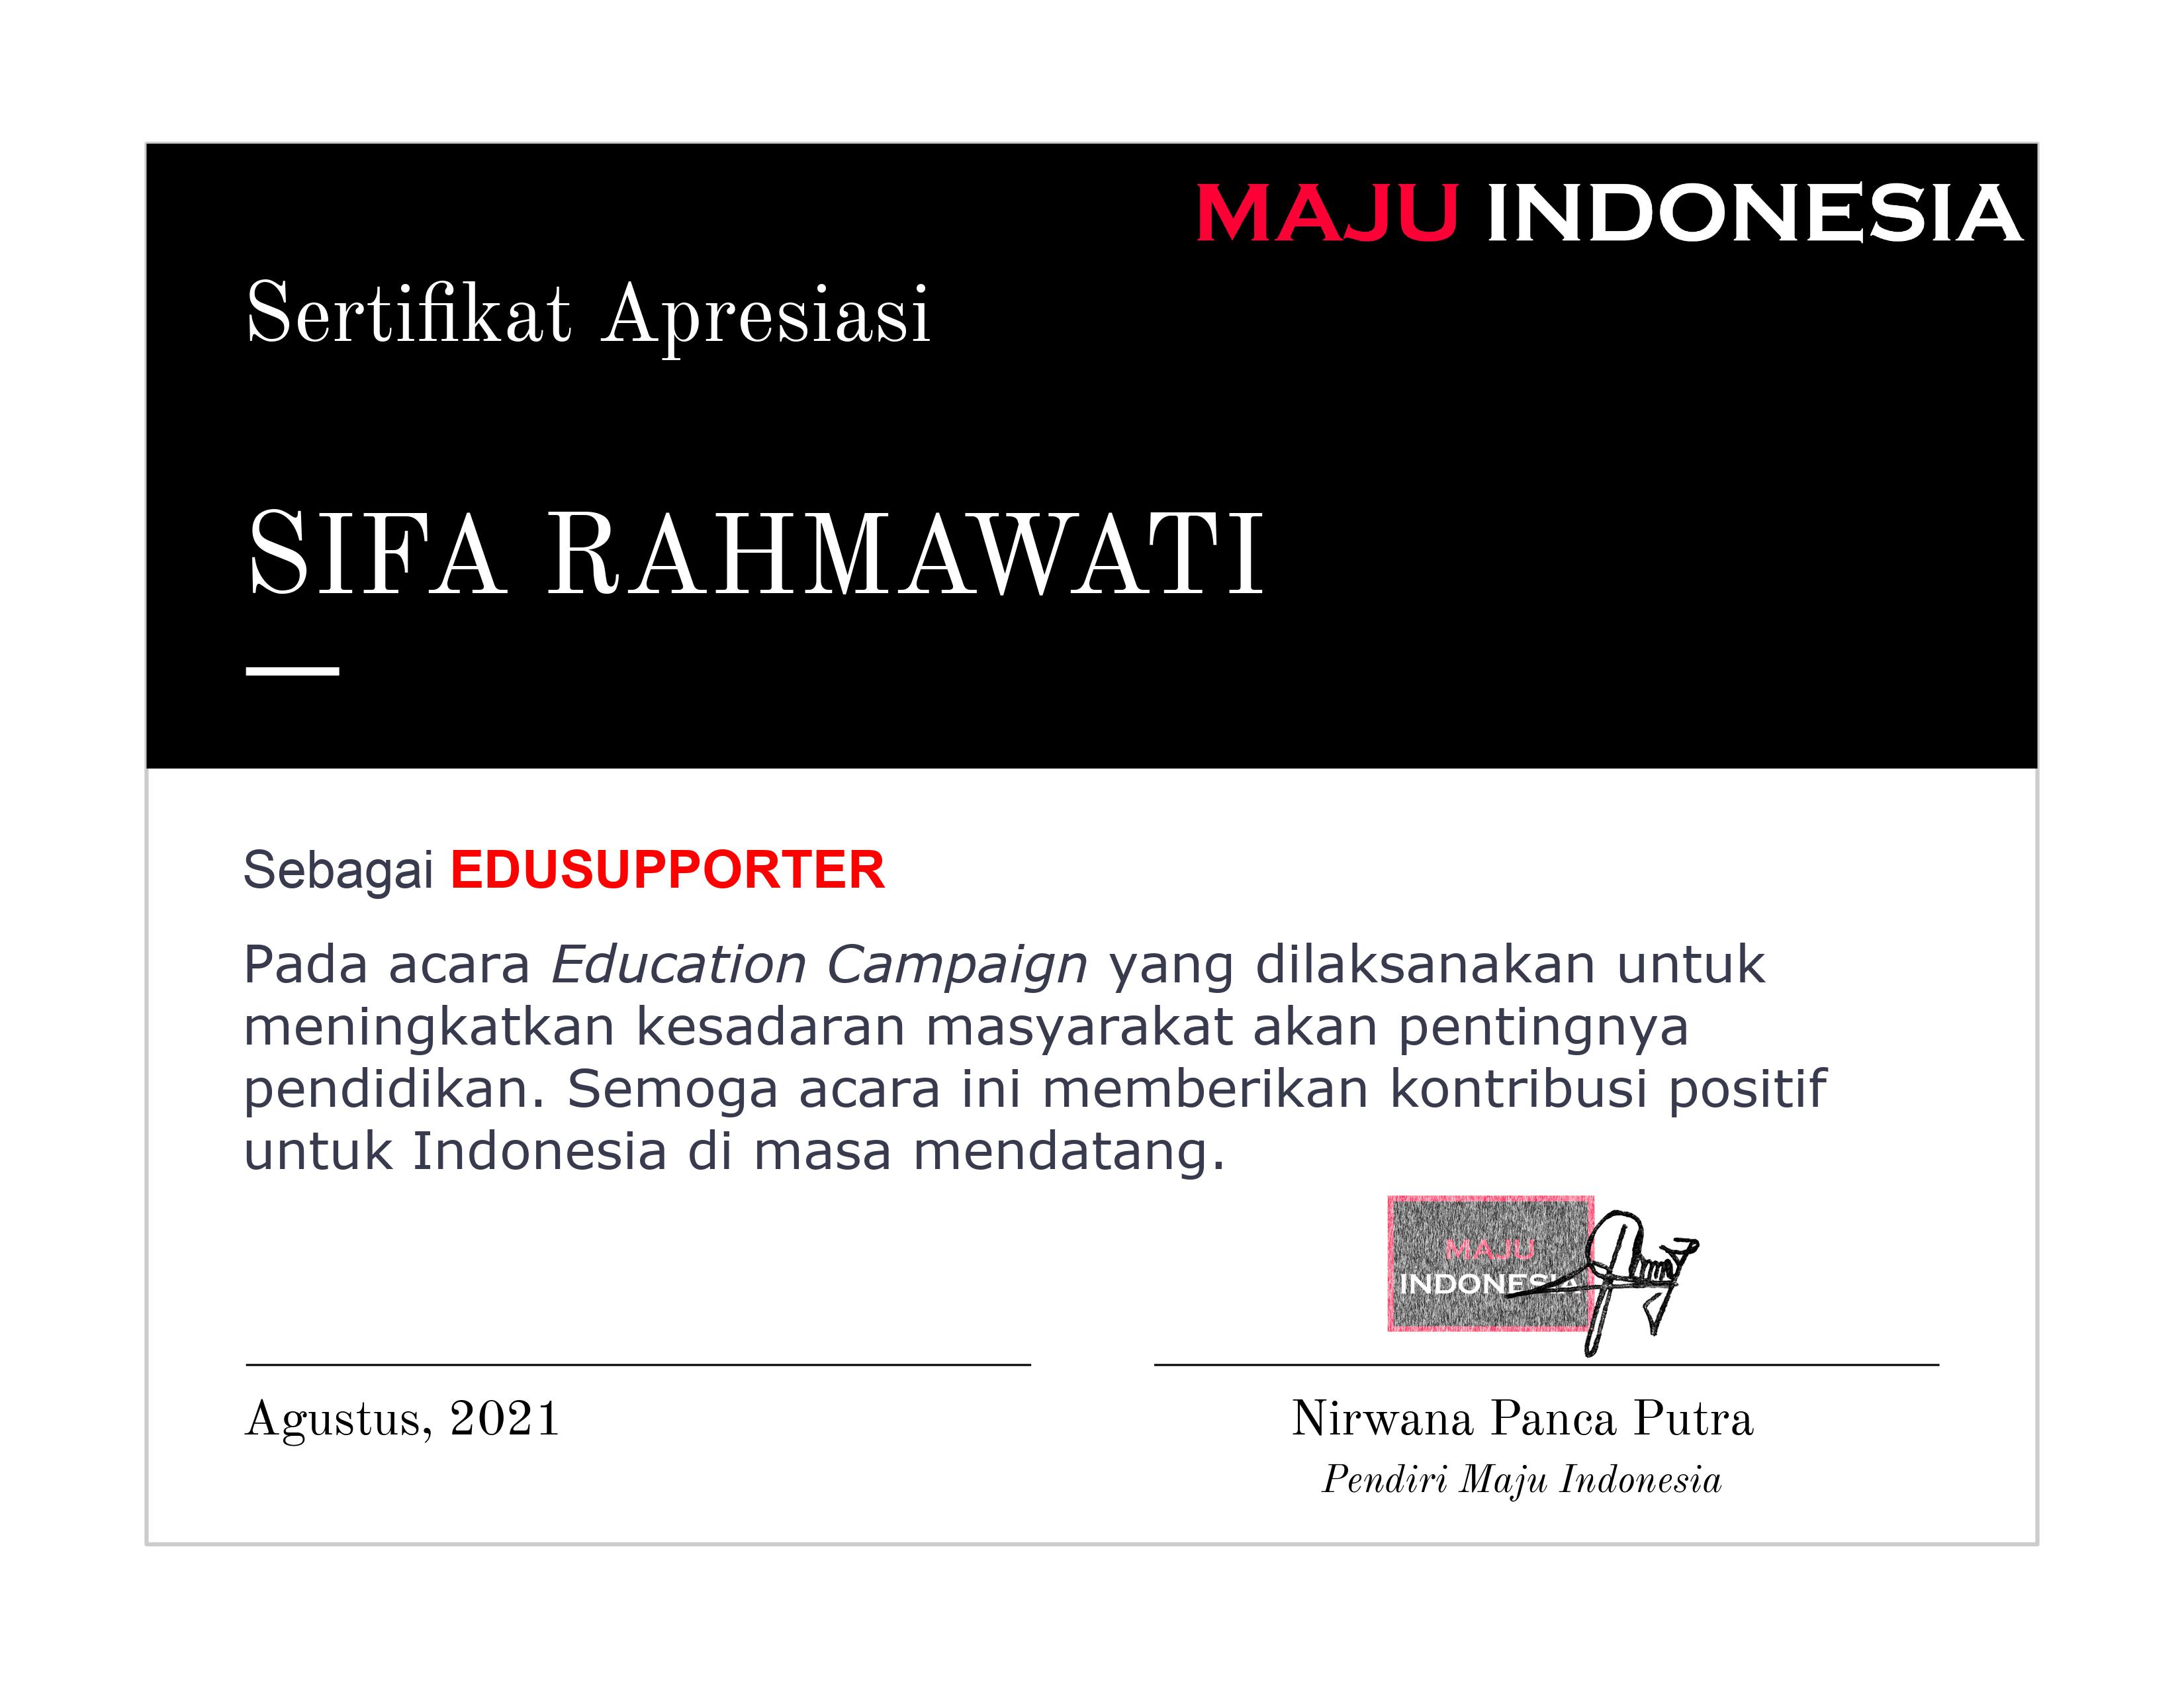 MAJU INDONESIA
Sertifikat Apresiasi
SIFA RAHMAWATI
Sebagai EDUSUPPORTER
Pada acara Education Campaign yang dilaksanakan untuk
meningkatkan kesadaran masyarakat akan pentingnya
pendidikan. Semoga acara ini memberikan kontribusi positif
untuk Indonesia di masa mendatang.
MAJU
INDONESIA
Agustus, 2021
Nirwana Panca Putra
Pendiri Maju Indonesia